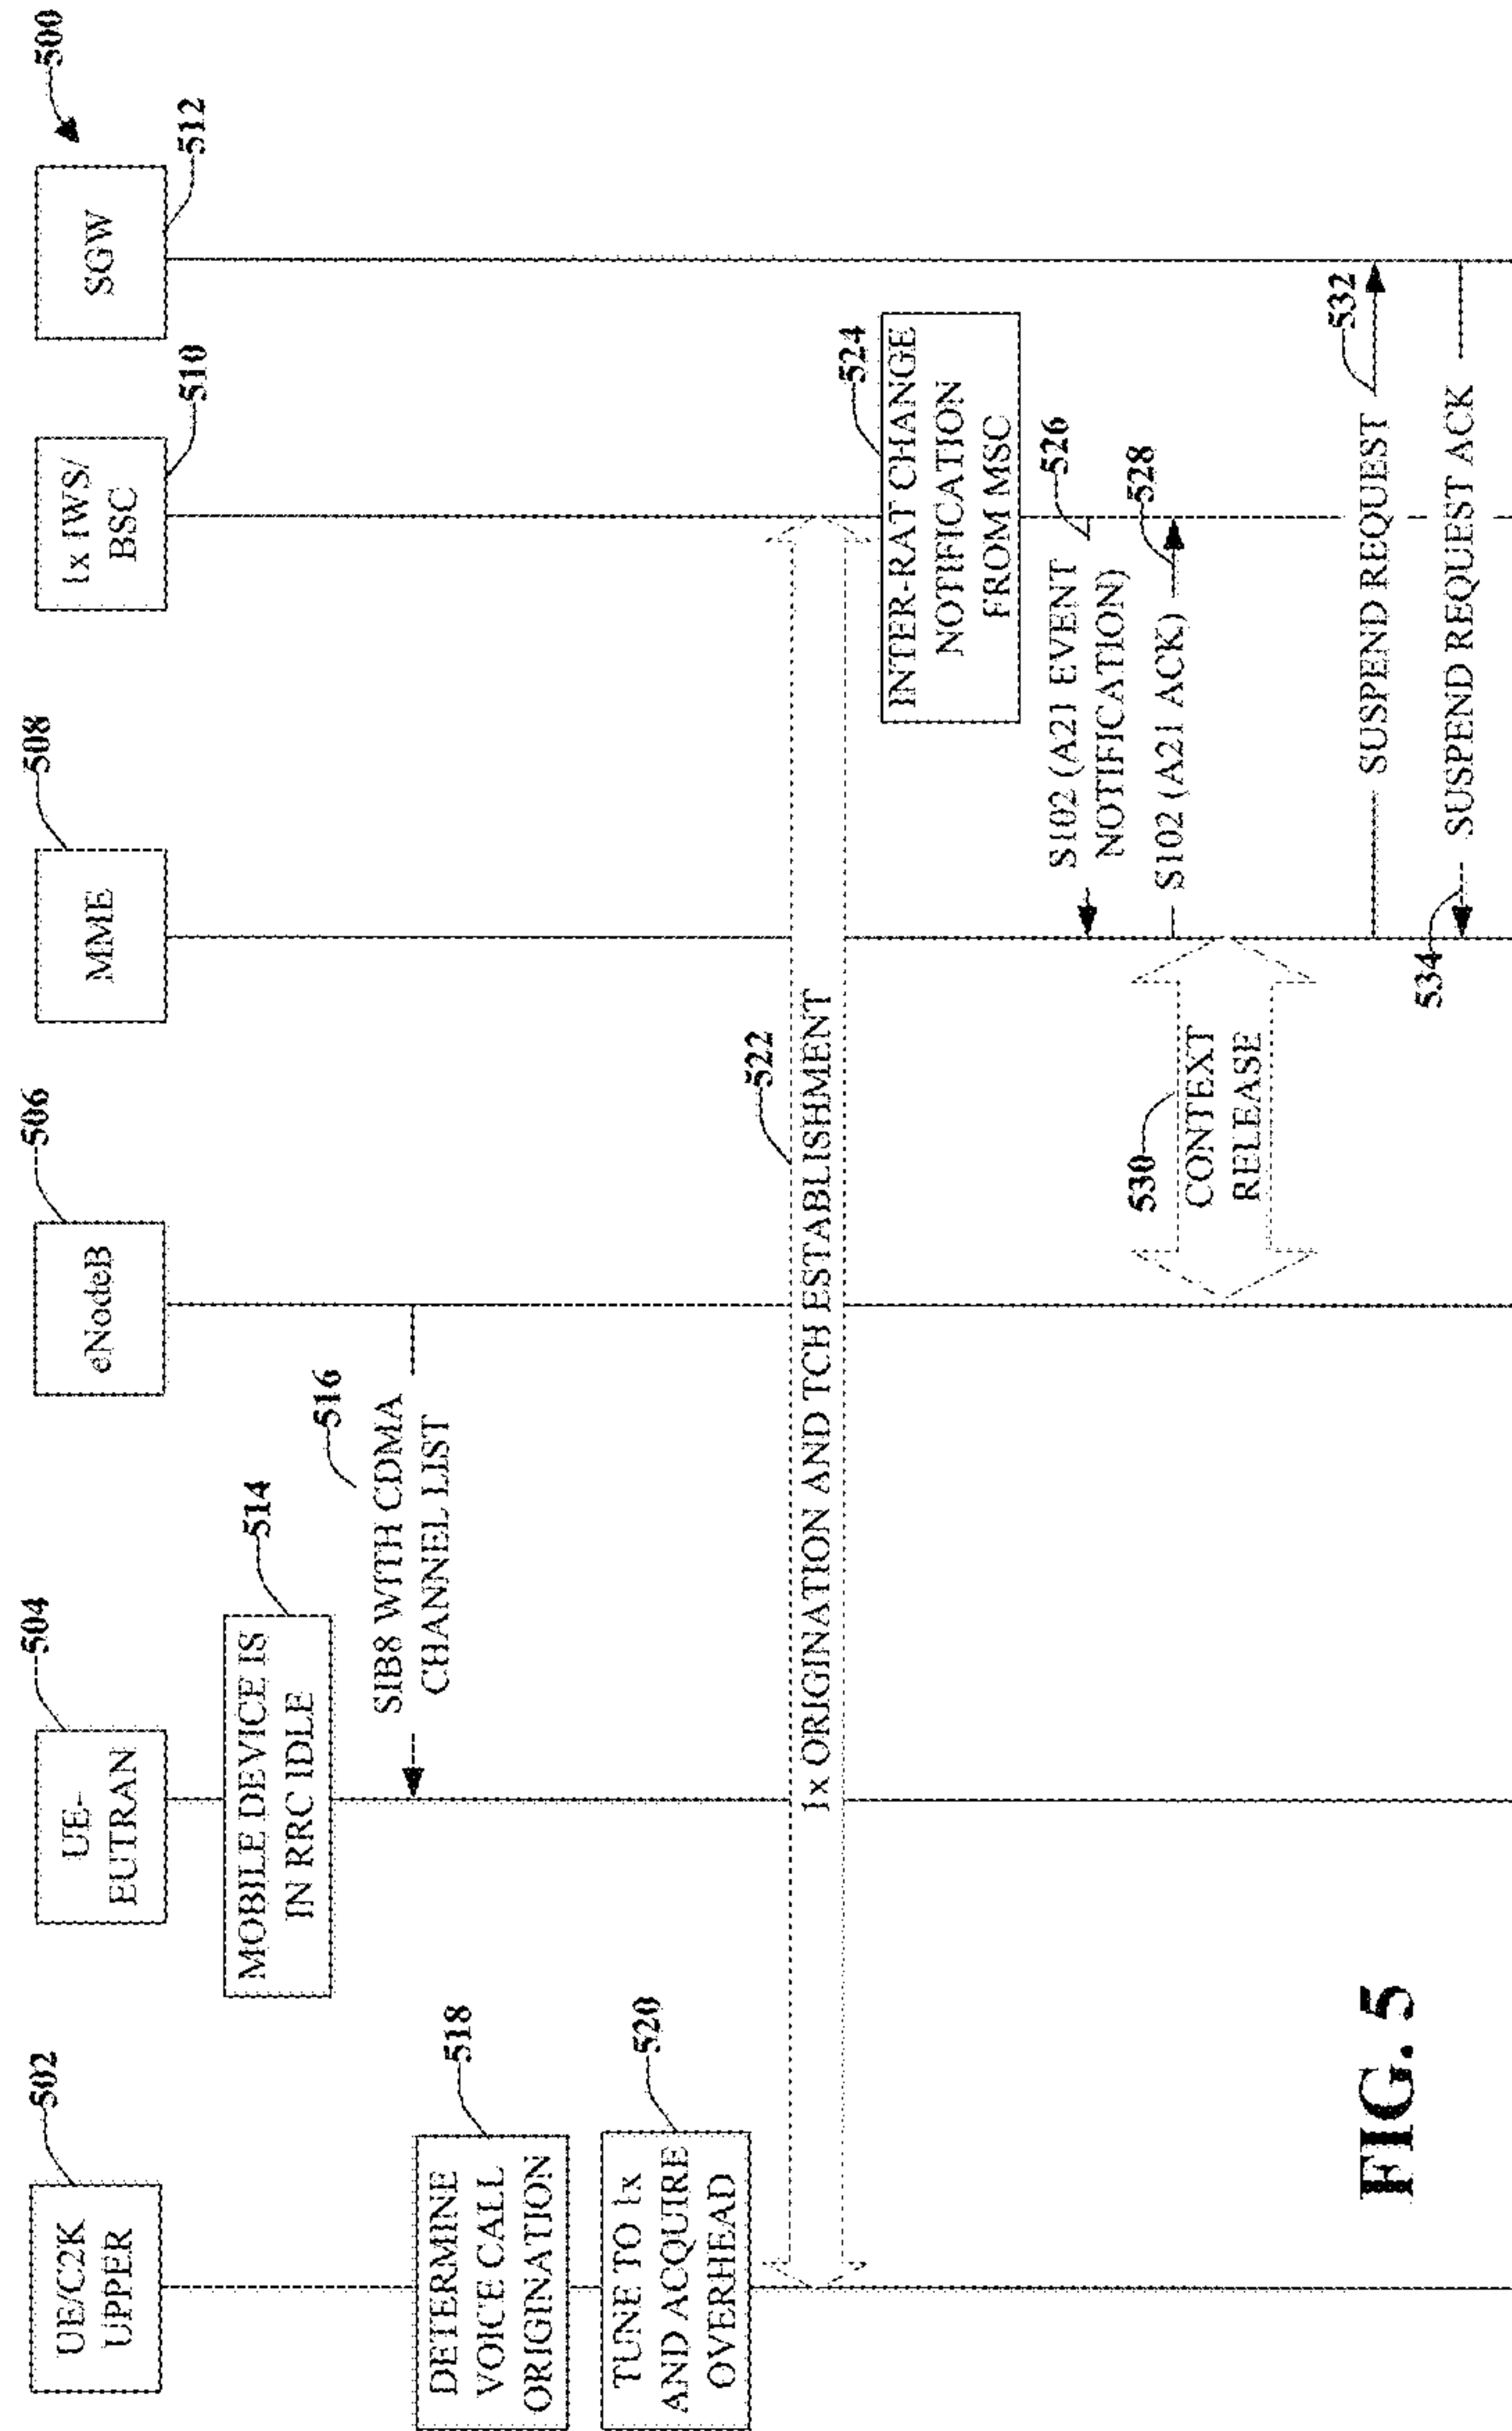 500
502
504
506
508
510
512
UE/C2K
UPPER
UE-
EUTRAN
eNodeB
MME
1x IWS/
BSC
SGW
514
MOBILE DEVICE IS
IN RRC IDLE
516
SIB8 WITH CDMA
CHANNEL LIST
518
DETERMINE
VOICE CALL
ORIGINATION
520
TUNE TO 1x
AND ACQUIRE
OVERHEAD
522
1x ORIGINATION AND TCH ESTABLISHMENT
524
INTER-RAT CHANGE
NOTIFICATION
FROM MSC
526
S102 (A21 EVENT
NOTIFICATION)
528
S102 (A21 ACK)
530
CONTEXT
RELEASE
532
SUSPEND REQUEST
534
SUSPEND REQUEST ACK
FIG. 5